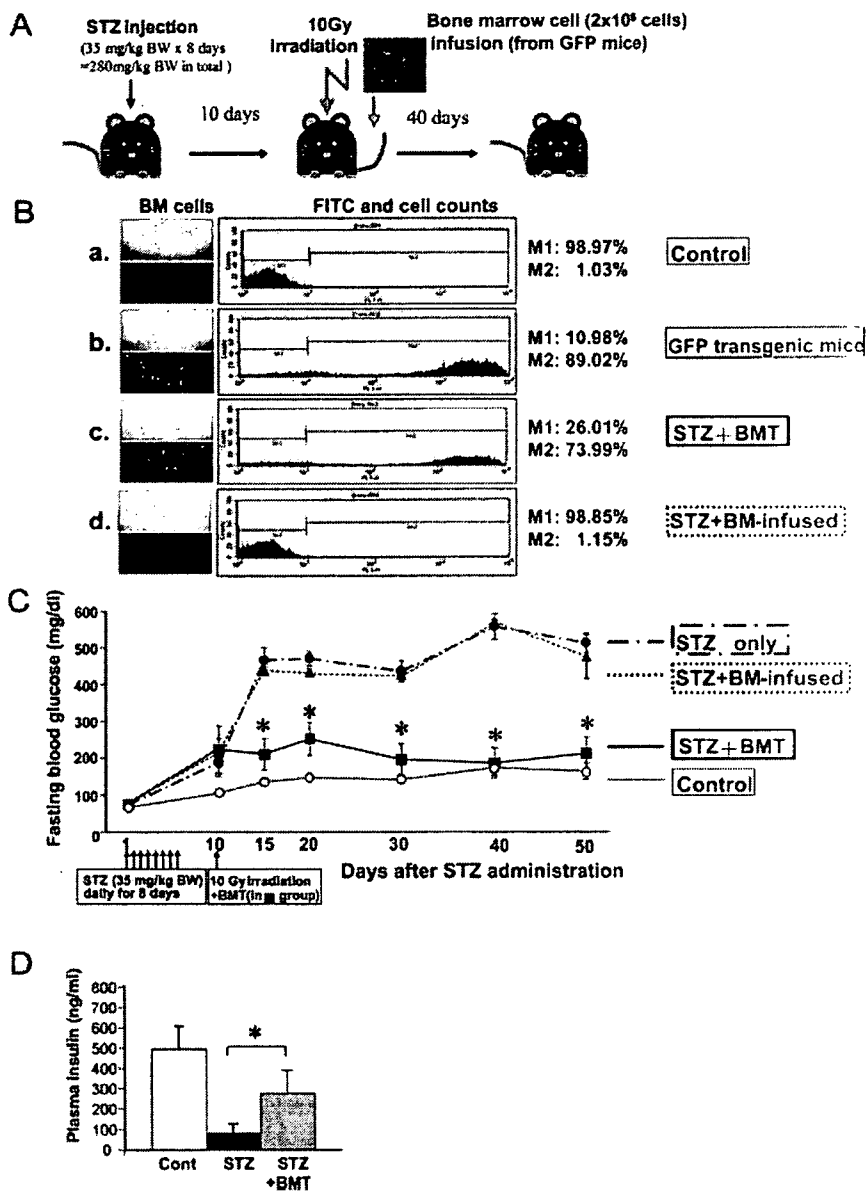 A
STZ injection
(35 mg/kg BW x 8 days
=280mg/kg BW in total )
10Gy
Irradiation
Bone marrow cell (2x10⁶ cells)
infusion (from GFP mice)
10 days
40 days
B
BM cells
FITC and cell counts
a.
M1: 98.97%
M2: 1.03%
Control
b.
M1: 10.98%
M2: 89.02%
GFP transgenic mice
c.
M1: 26.01%
M2: 73.99%
STZ+BMT
d.
M1: 98.85%
M2: 1.15%
STZ+BM-infused
C
Fasting blood glucose (mg/dl)
600
500
400
300
200
100
0
* * * * *
STZ only
STZ+BM-infused
STZ+BMT
Control
1 10 15 20 30 40 50
Days after STZ administration
STZ (35 mg/kg BW)
daily for 8 days
10 Gy irradiation
+BMT(in ■ group)
D
Plasma insulin (ng/ml)
800
700
600
500
400
300
200
100
0
*
Cont STZ STZ
+BMT